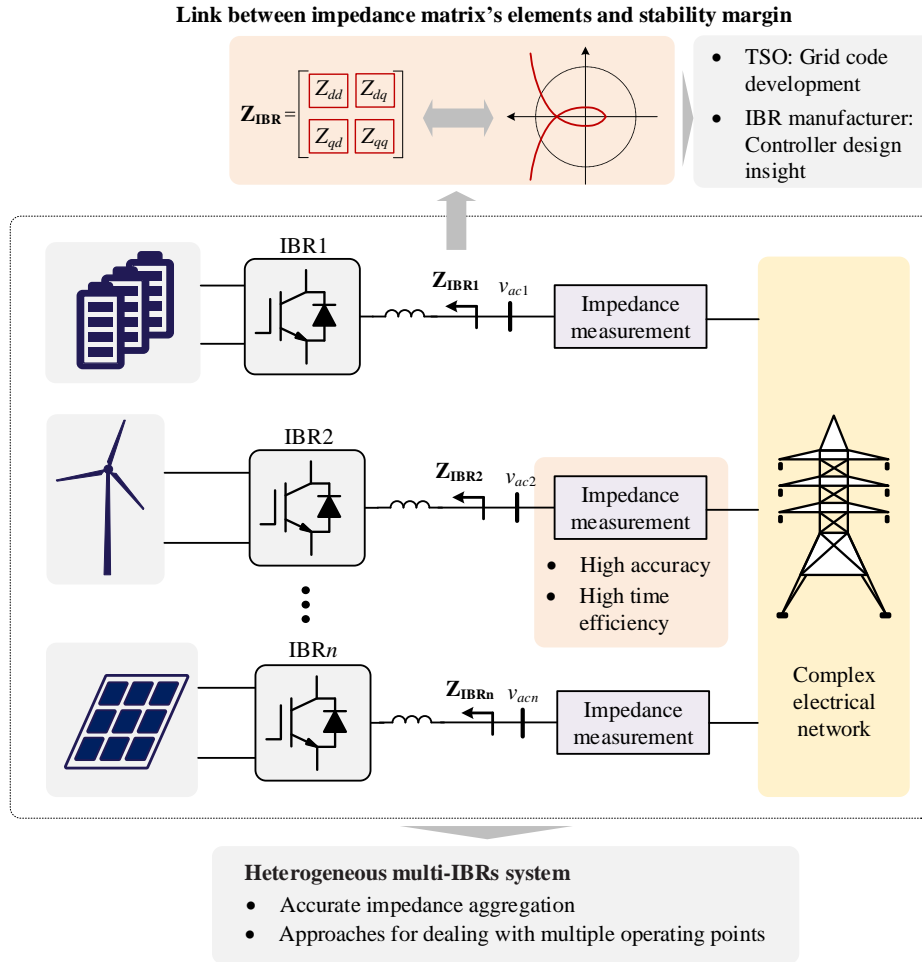 Link between impedance matrix's elements and stability margin
Z_IBR = [ Z_dd Z_dq
Z_qd Z_qq ]
• TSO: Grid code
development
• IBR manufacturer:
Controller design
insight
IBR1
Z_IBR1
v_ac1
Impedance
measurement
IBR2
Z_IBR2
v_ac2
Impedance
measurement
• High accuracy
• High time
efficiency
IBRn
Z_IBRn
v_acn
Impedance
measurement
Complex
electrical
network
Heterogeneous multi-IBRs system
• Accurate impedance aggregation
• Approaches for dealing with multiple operating points